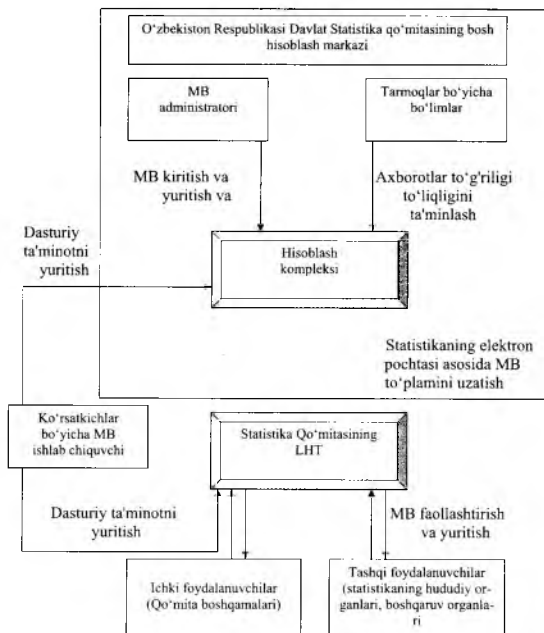 O‘zbekiston Respublikasi Davlat Statistika qo‘mitasining bosh
hisoblash markazi
MB
administratori
Tarmoqlar bo‘yicha
bo‘limlar
MB kiritish va
yuritish va
Axborotlar to‘g'riligi
to‘liqligini
ta'minlash
Dasturiy
ta'minotni
yuritish
Hisoblash
kompleksi
Statistikaning elektron
pochtasi asosida MB
to‘plamini uzatish
Ko‘rsatkichlar
bo‘yicha MB
ishlab chiquvchi
Statistika Qo‘mitasining
LHT
Dasturiy ta'minotni
yuritish
MB faollashtirish
va yuritish
Ichki foydalanuvchilar
(Qo‘mita boshqamalari)
Tashqi foydalanuvchilar
(statistikaning hududiy or-
ganlari, boshqaruv organla-
ri)